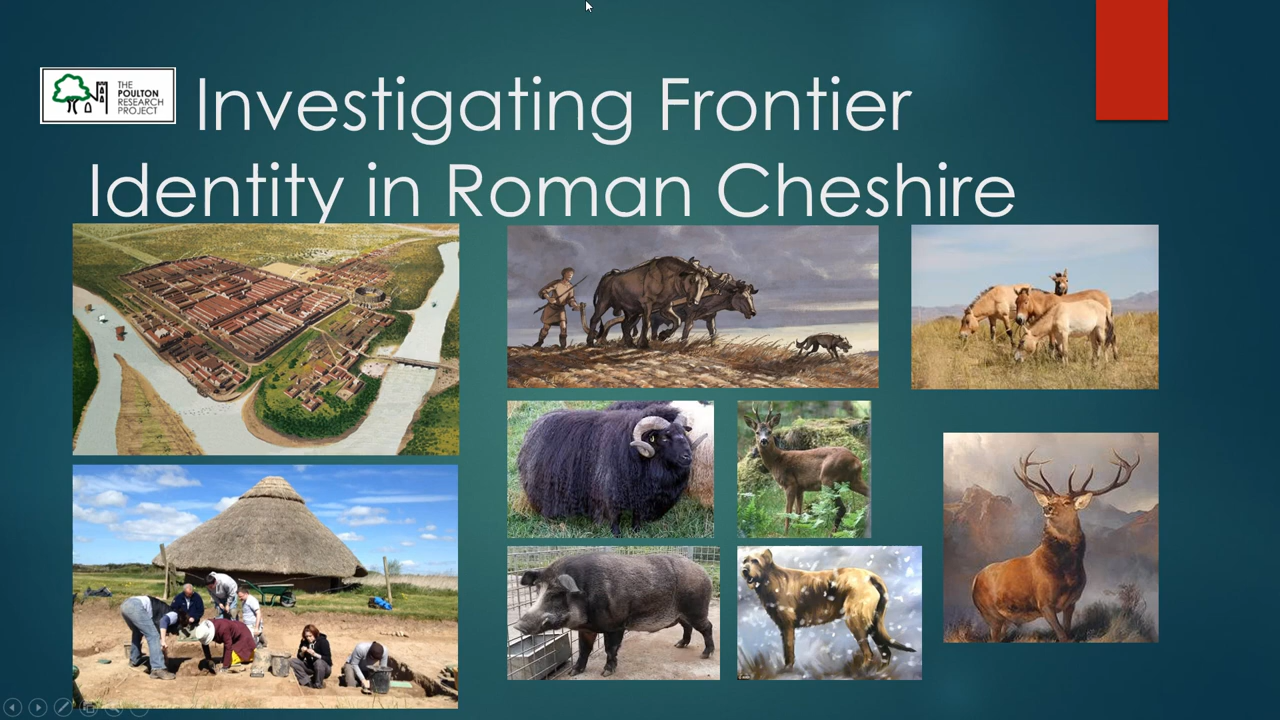 THE
POULTON
RESEARCH
PROJECT
Investigating Frontier
Identity in Roman Cheshire